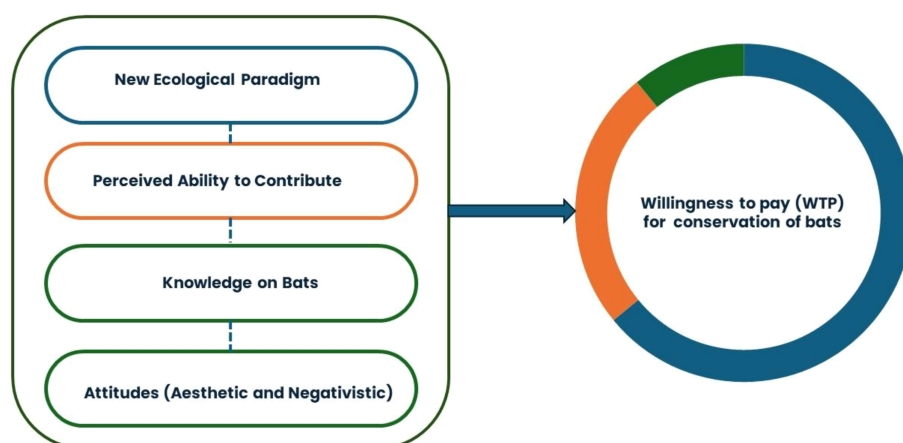 New Ecological Paradigm
Perceived Ability to Contribute
Knowledge on Bats
Attitudes (Aesthetic and Negativistic)
Willingness to pay (WTP)
for conservation of bats